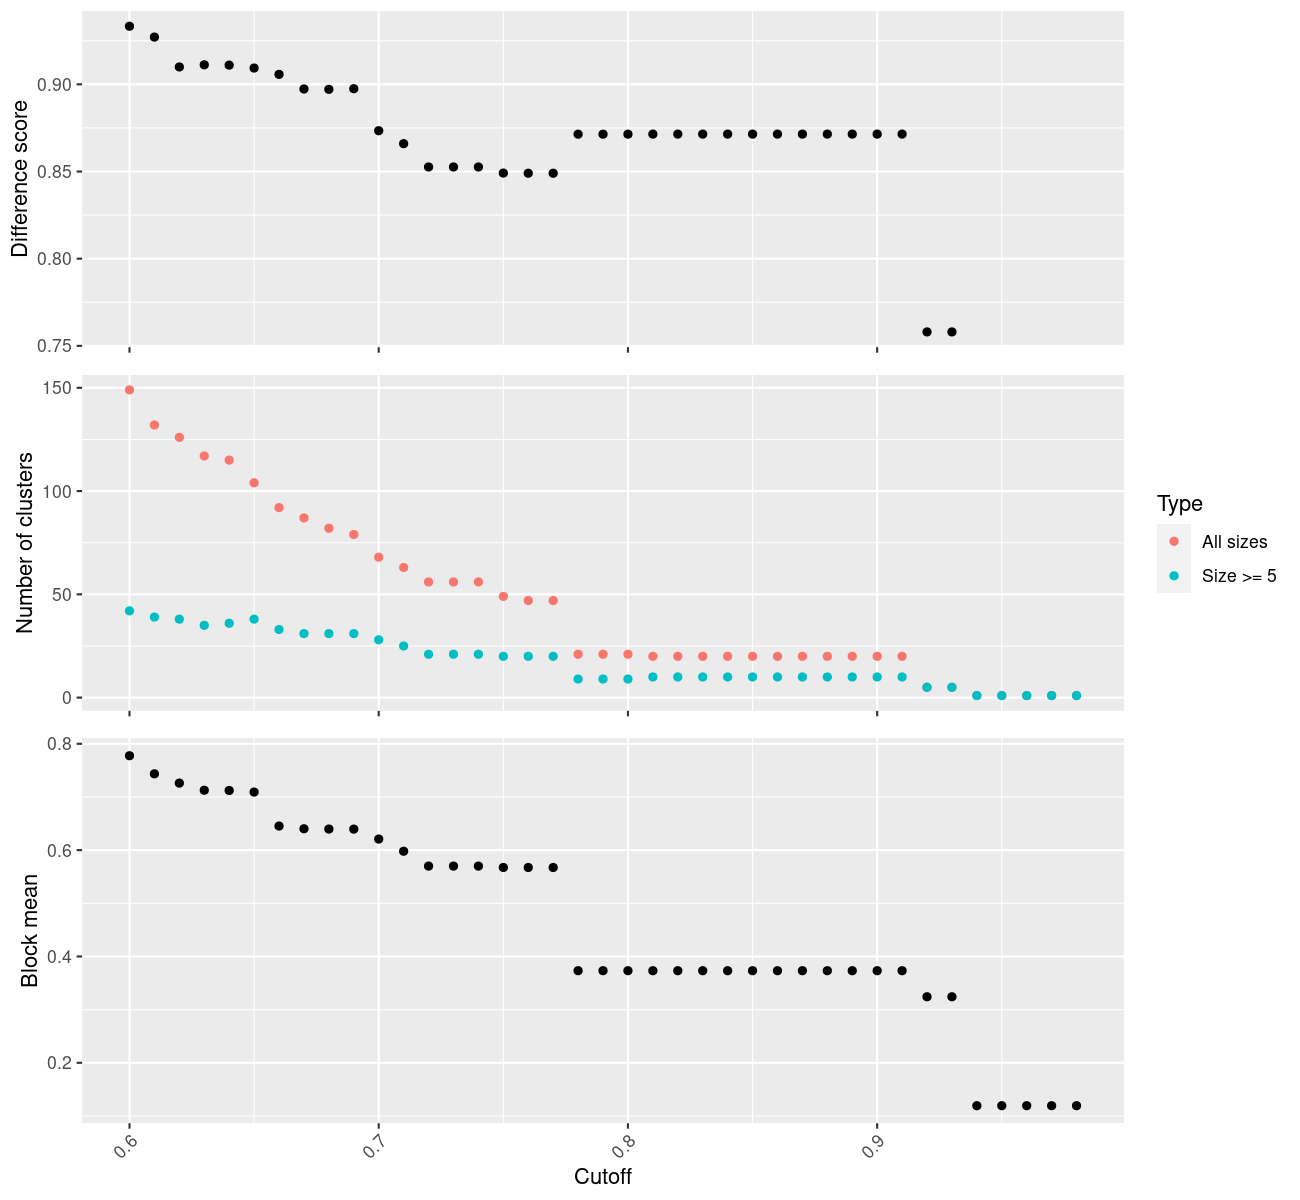 Difference score
0.90
0.85
0.80
0.75
Number of clusters
150
100
50
0
Type
All sizes
Size >= 5
Block mean
0.8
0.6
0.4
0.2
0.6 0.7 0.8 0.9
Cutoff